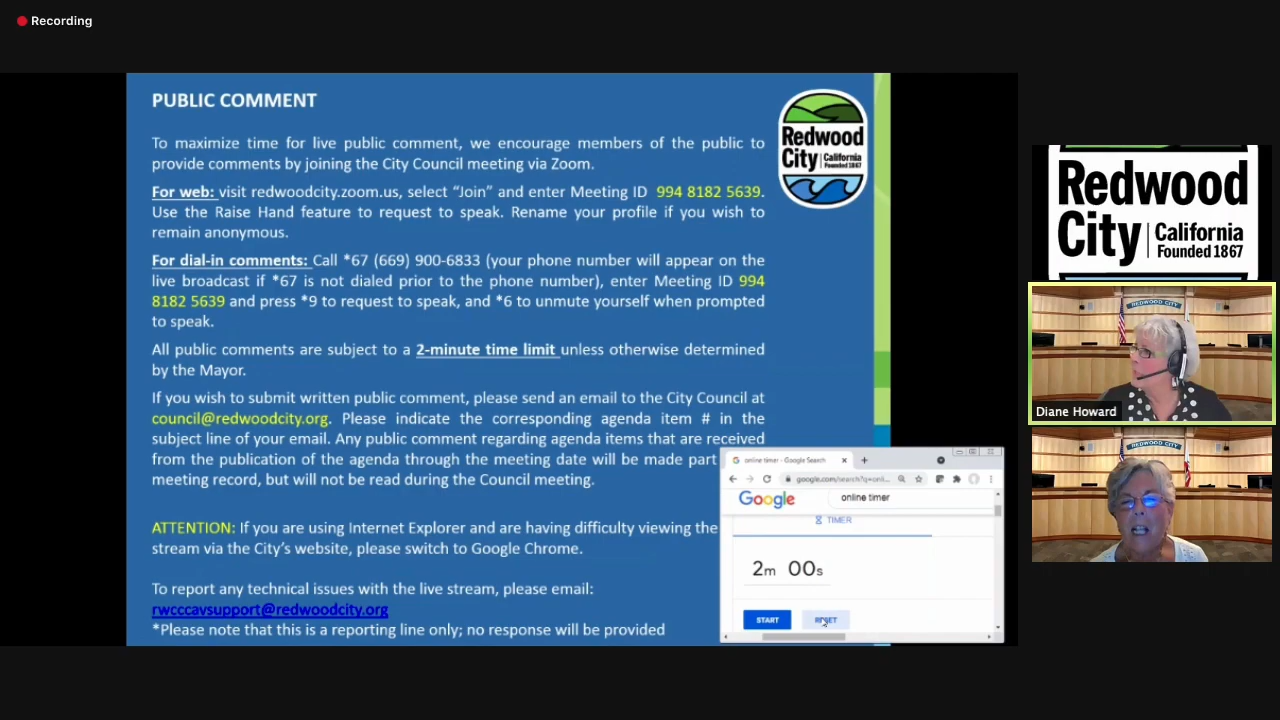 Recording
PUBLIC COMMENT
To maximize time for live public comment, we encourage members of the public to
provide comments by joining the City Council meeting via Zoom.
For web: visit redwoodcity.zoom.us, select “Join” and enter Meeting ID 994 8182 5639.
Use the Raise Hand feature to request to speak. Rename your profile if you wish to
remain anonymous.
For dial-in comments: Call *67 (669) 900-6833 (your phone number will appear on the
live broadcast if *67 is not dialed prior to the phone number), enter Meeting ID 994
8182 5639 and press *9 to request to speak, and *6 to unmute yourself when prompted
to speak.
All public comments are subject to a 2-minute time limit unless otherwise determined
by the Mayor.
If you wish to submit written public comment, please send an email to the City Council at
council@redwoodcity.org. Please indicate the corresponding agenda item # in the
subject line of your email. Any public comment regarding agenda items that are received
from the publication of the agenda through the meeting date will be made part
meeting record, but will not be read during the Council meeting.
ATTENTION: If you are using Internet Explorer and are having difficulty viewing the
stream via the City’s website, please switch to Google Chrome.
To report any technical issues with the live stream, please email:
rwcccavsupport@redwoodcity.org
*Please note that this is a reporting line only; no response will be provided
Redwood
City California
Founded 1867
online timer - Google Search
google.com/search?q=onli...
Google online timer
TIMER
2m 00s
START RESET
Redwood
City California
Founded 1867
REDWOOD CITY
Diane Howard
REDWOOD CITY